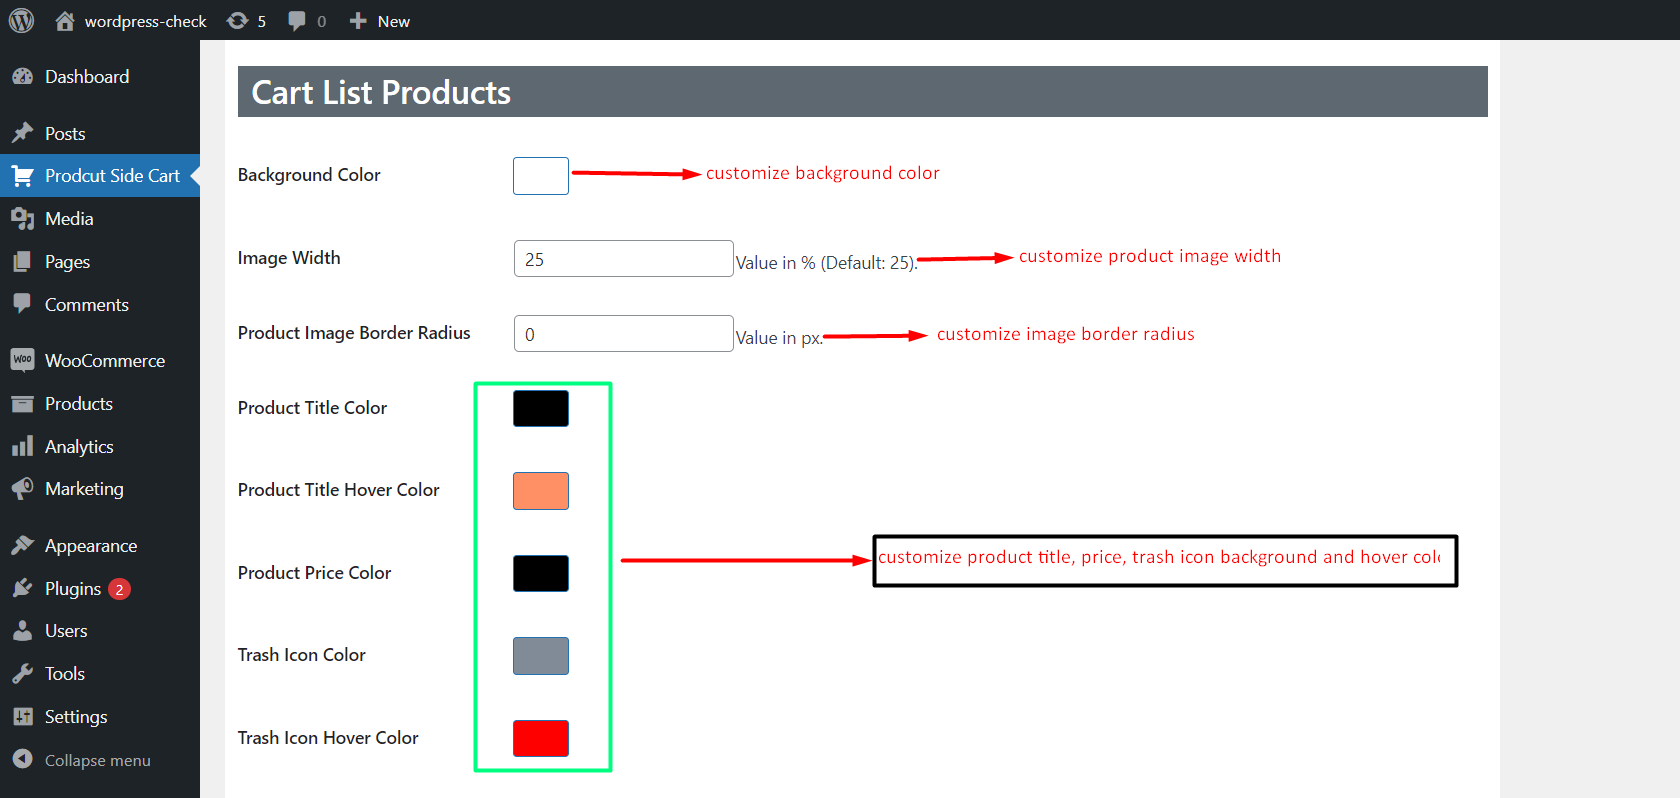 wordpress-check 5 0 New
Dashboard
Posts
Prodcut Side Cart
Media
Pages
Comments
WooCommerce
Products
Analytics
Marketing
Appearance
Plugins 2
Users
Tools
Settings
Collapse menu
Cart List Products
Background Color customize background color
Image Width 25 Value in % (Default: 25). customize product image width
Product Image Border Radius 0 Value in px. customize image border radius
Product Title Color
Product Title Hover Color
customize product title, price, trash icon background and hover col
Product Price Color
Trash Icon Color
Trash Icon Hover Color